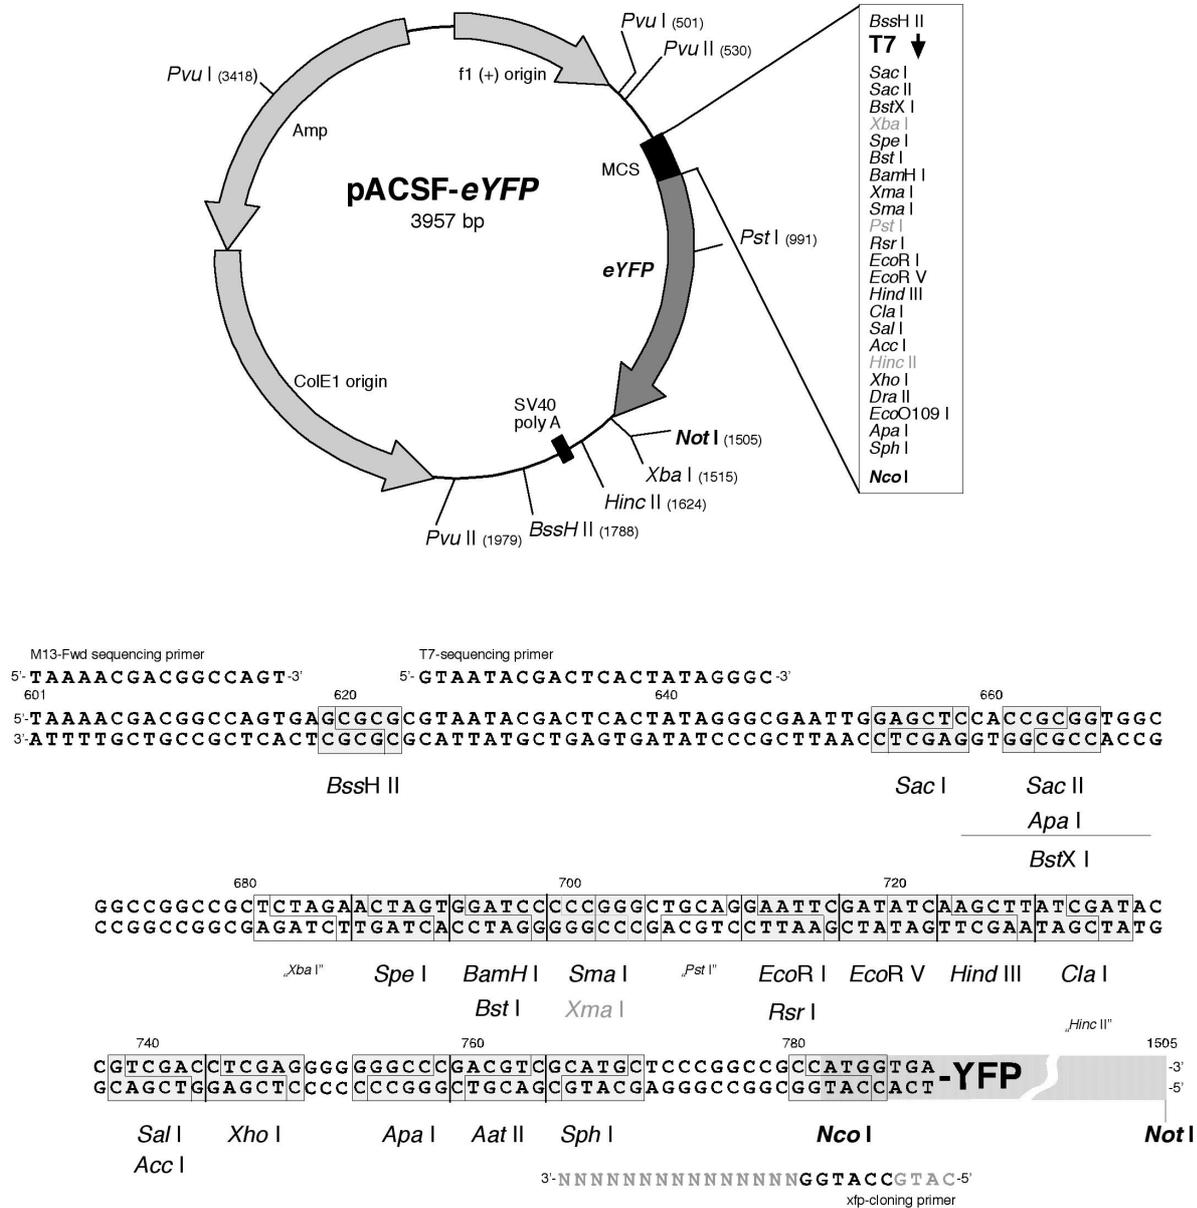 Pvu I (501)
Pvu II (530)
f1 (+) origin
Pvu I (3418)
Amp
MCS
pACSF-eYFP
3957 bp
Pst I (991)
eYFP
ColE1 origin
SV40
poly A
Not I (1505)
Xba I (1515)
Hinc II (1624)
BssH II (1788)
Pvu II (1979)
BssH II
T7
Sac I
Sac II
BstX I
Xba I
Spe I
Bst I
BamH I
Xma I
Sma I
Pst I
Rsr I
EcoR I
EcoR V
Hind III
Cla I
Sal I
Acc I
Hinc II
Xho I
Dra II
EcoO109 I
Apa I
Sph I
Nco I
M13-Fwd sequencing primer T7-sequencing primer
5'-TAAAACGACGGCCAGT-3' 5'-GTAATACGACTCACTATAGGGC-3'
601 620 640 660
5'-TAAAACGACGGCCAGTGAGCGCGCGTAATACGACTCACTATAGGGCGAATTGGAGCTCCACCGCGGTGGC
3'-ATTTTGCTGCCGCTCACTCGCGCGCATTATGCTGAGTGATATCCCGCTTAACCTCGAGGTGGCGCCACCG
BssH II Sac I Sac II
Apa I
BstX I
680 700 720
GGCCGGCCGCTCTAGAACTAGTGGATCCCCCGGGCTGCAGGAATTCGATATCAAGCTTATCGATAC
CCGGCCGGCGAGATCTTGATCACCTAGGGGGCCCGACGTCCTTAAGCTATAGTTCGAATAGCTATG
„Xba I” Spe I BamH I Sma I „Pst I” EcoR I EcoR V Hind III Cla I
Bst I Xma I Rsr I
„Hinc II”
740 760 780 1505
CGTCGACCTCGAGGGGGGGCCCGACGTCGCATGCTCCCGGCCGCCATGGTGA-YFP -3'
GCAGCTGGAGCTCCCCCCCGGGCTGCAGCGTACGAGGGCCGGCGGTACCACT -5'
Sal I Xho I Apa I Aat II Sph I Nco I Not I
Acc I
3'-NNNNNNNNNNNNNNNGGTACCGTAC-5'
xfp-cloning primer